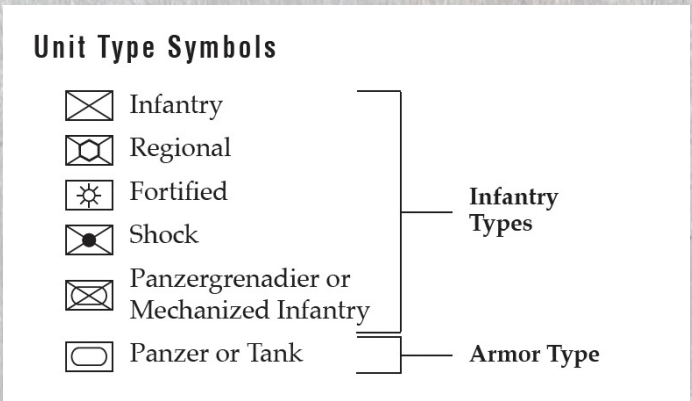 Unit Type Symbols
Infantry
Regional
Fortified
Shock
Panzergrenadier or
Mechanized Infantry
Panzer or Tank
Infantry
Types
Armor Type